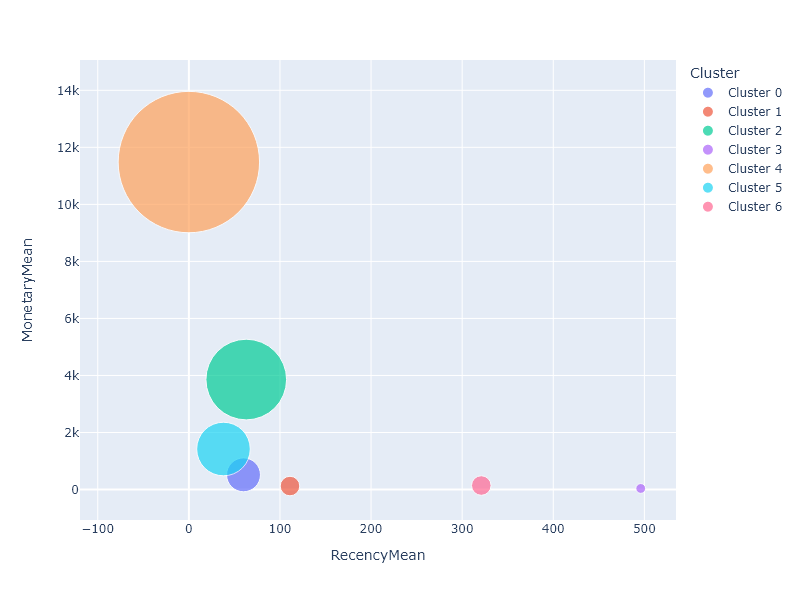 14k
12k
10k
8k
6k
4k
2k
0
MonetaryMean
−100
0
100
200
300
400
500
RecencyMean
Cluster
Cluster 0
Cluster 1
Cluster 2
Cluster 3
Cluster 4
Cluster 5
Cluster 6